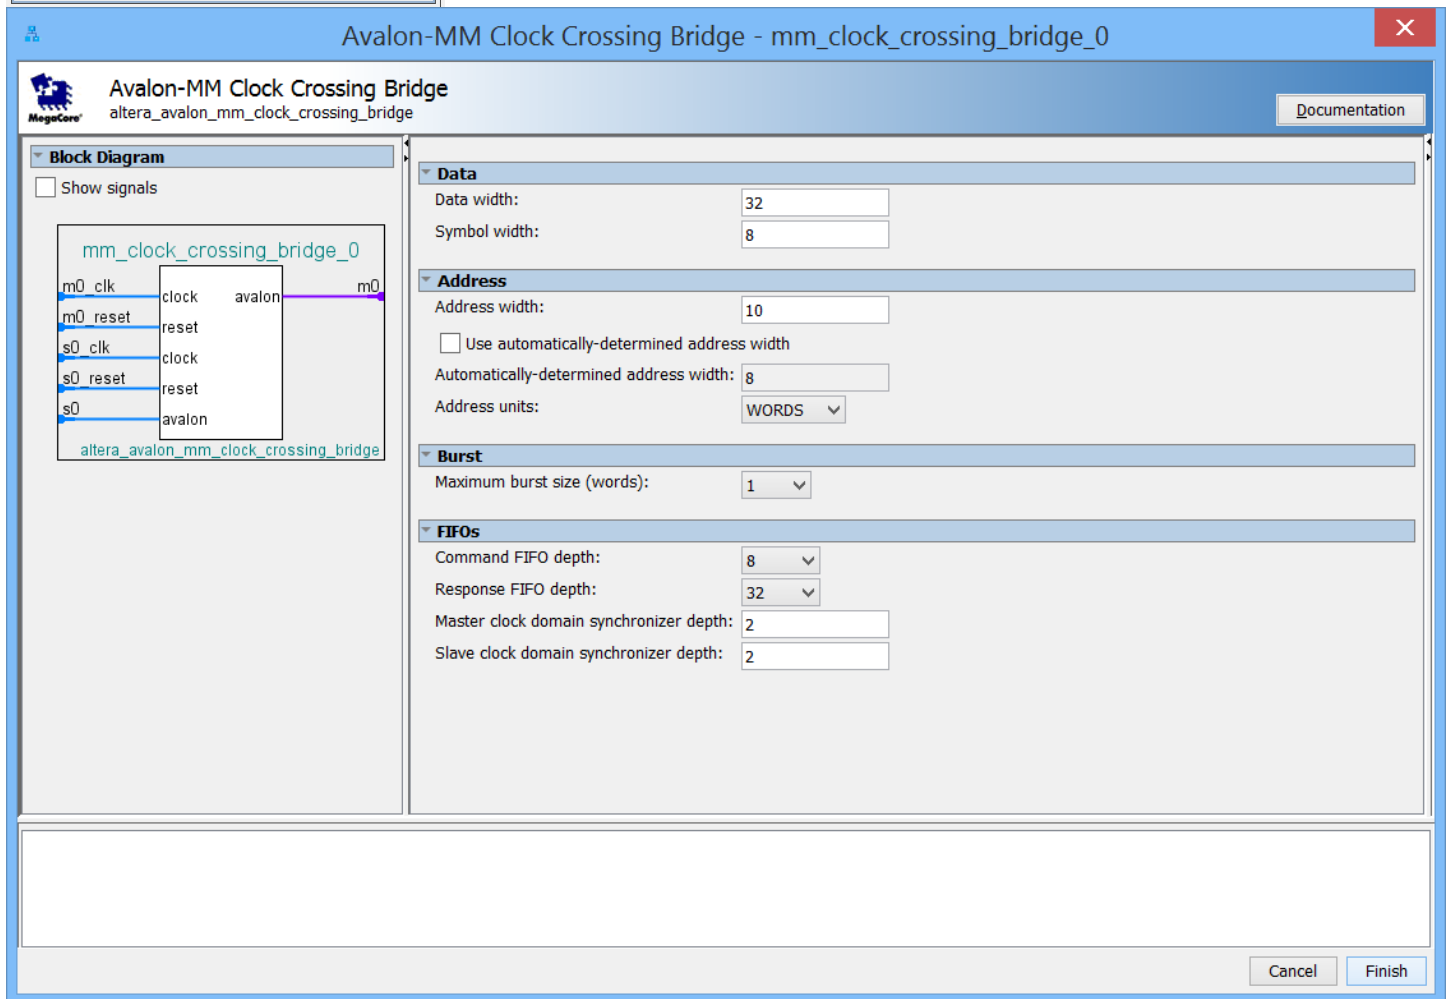 Avalon-MM Clock Crossing Bridge - mm_clock_crossing_bridge_0
MegaCore®
Avalon-MM Clock Crossing Bridge
altera_avalon_mm_clock_crossing_bridge
Documentation
Block Diagram
Show signals
mm_clock_crossing_bridge_0
m0_clk
clock
avalon
m0
m0_reset
reset
s0_clk
clock
s0_reset
reset
s0
avalon
altera_avalon_mm_clock_crossing_bridge
Data
Data width: 32
Symbol width: 8
Address
Address width: 10
Use automatically-determined address width
Automatically-determined address width: 8
Address units: WORDS
Burst
Maximum burst size (words): 1
FIFOs
Command FIFO depth: 8
Response FIFO depth: 32
Master clock domain synchronizer depth: 2
Slave clock domain synchronizer depth: 2
Cancel
Finish